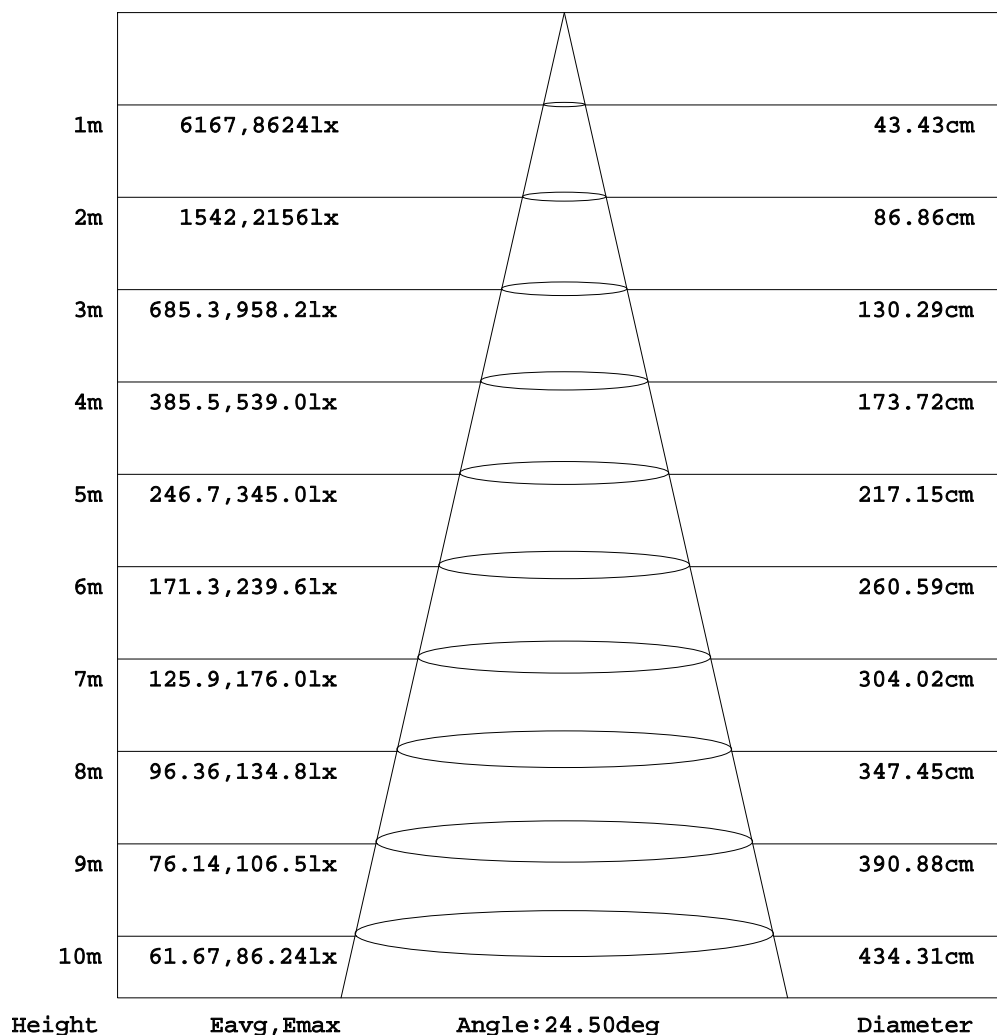 1m 6167,8624lx 43.43cm
2m 1542,2156lx 86.86cm
3m 685.3,958.2lx 130.29cm
4m 385.5,539.0lx 173.72cm
5m 246.7,345.0lx 217.15cm
6m 171.3,239.6lx 260.59cm
7m 125.9,176.0lx 304.02cm
8m 96.36,134.8lx 347.45cm
9m 76.14,106.5lx 390.88cm
10m 61.67,86.24lx 434.31cm
Height Eavg,Emax Angle:24.50deg Diameter